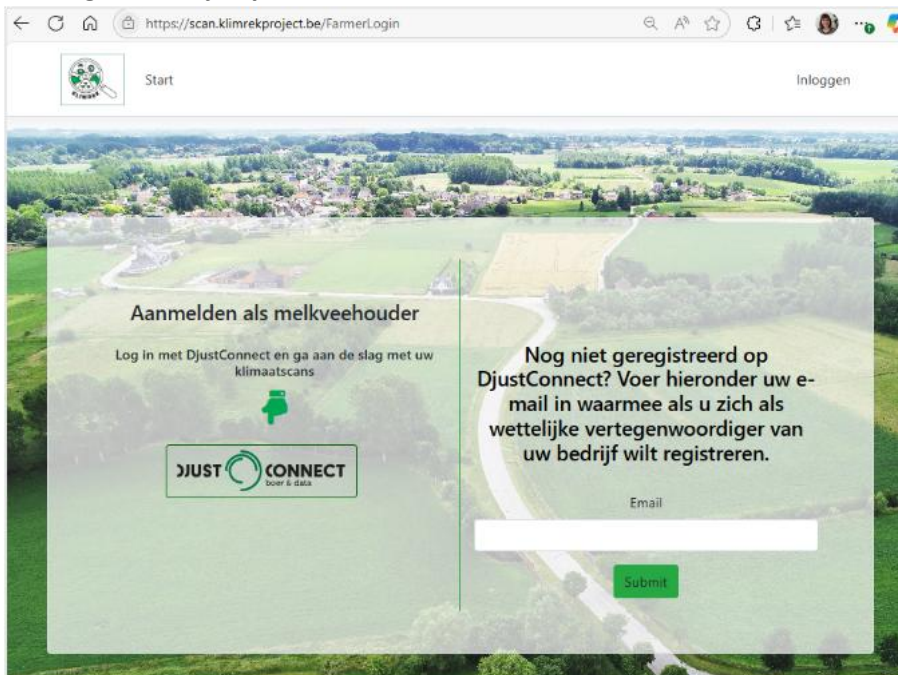 https://scan.klimrekproject.be/FarmerLogin
KLIMREK
Start
Inloggen
Aanmelden als melkveehouder
Log in met DjustConnect en ga aan de slag met uw
klimaatscans
DJUST CONNECT
boer & data
Nog niet geregistreerd op
DjustConnect? Voer hieronder uw e-
mail in waarmee als u zich als
wettelijke vertegenwoordiger van
uw bedrijf wilt registreren.
Email
Submit